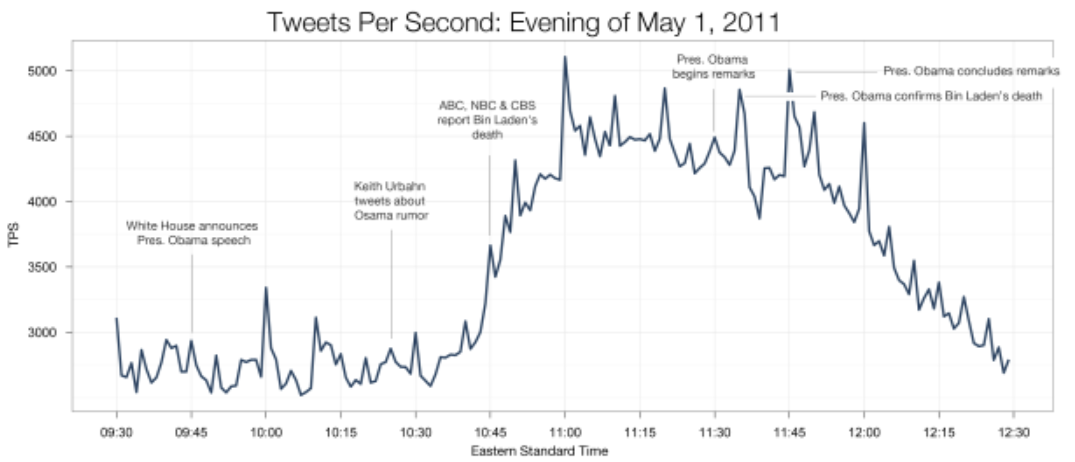 Tweets Per Second: Evening of May 1, 2011
5000
4500
4000
3500
3000
TPS
White House announces
Pres. Obama speech
Keith Urbahn
tweets about
Osama rumor
ABC, NBC & CBS
report Bin Laden's
death
Pres. Obama
begins remarks
Pres. Obama concludes remarks
Pres. Obama confirms Bin Laden's death
09:30 09:45 10:00 10:15 10:30 10:45 11:00 11:15 11:30 11:45 12:00 12:15 12:30
Eastern Standard Time